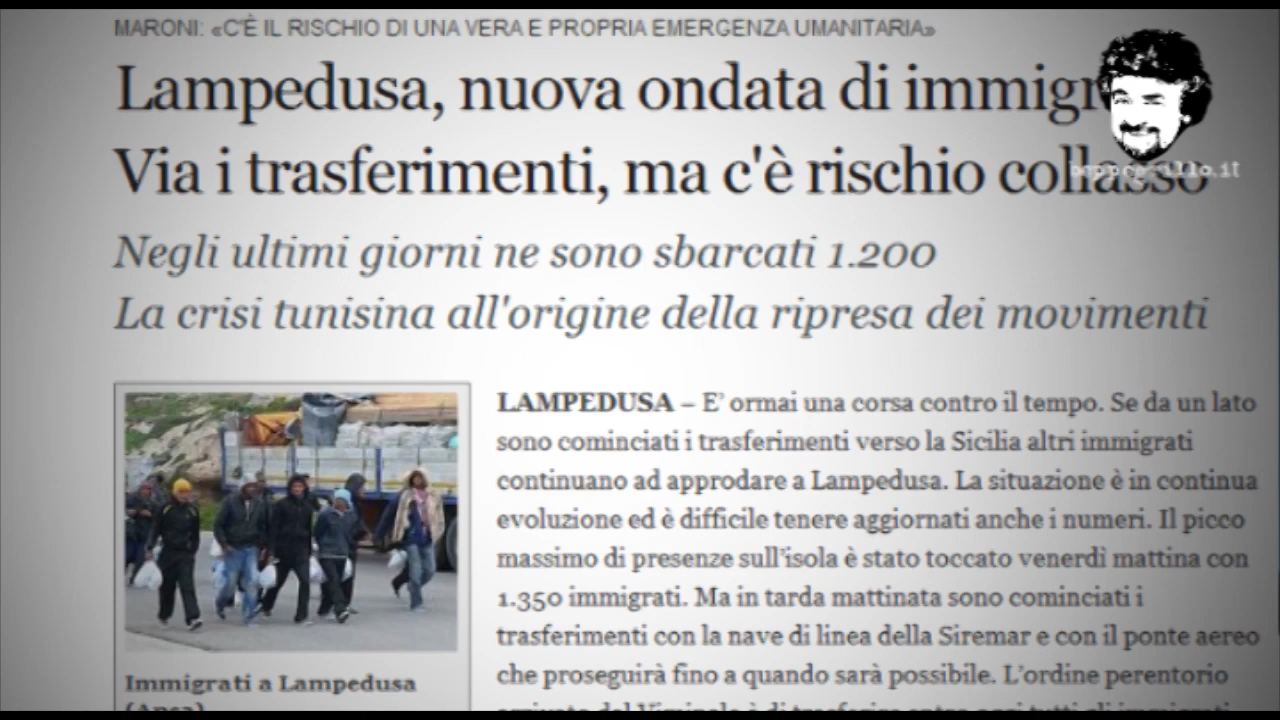 MARONI: «C'È IL RISCHIO DI UNA VERA E PROPRIA EMERGENZA UMANITARIA»
Lampedusa, nuova ondata di immigr
Via i trasferimenti, ma c'è rischio collasso
beppegrillo.it
Negli ultimi giorni ne sono sbarcati 1.200
La crisi tunisina all'origine della ripresa dei movimenti
LAMPEDUSA – E' ormai una corsa contro il tempo. Se da un lato
sono cominciati i trasferimenti verso la Sicilia altri immigrati
continuano ad approdare a Lampedusa. La situazione è in continua
evoluzione ed è difficile tenere aggiornati anche i numeri. Il picco
massimo di presenze sull'isola è stato toccato venerdì mattina con
1.350 immigrati. Ma in tarda mattinata sono cominciati i
trasferimenti con la nave di linea della Siremar e con il ponte aereo
che proseguirà fino a quando sarà possibile. L'ordine perentorio
Immigrati a Lampedusa
(Ansa)